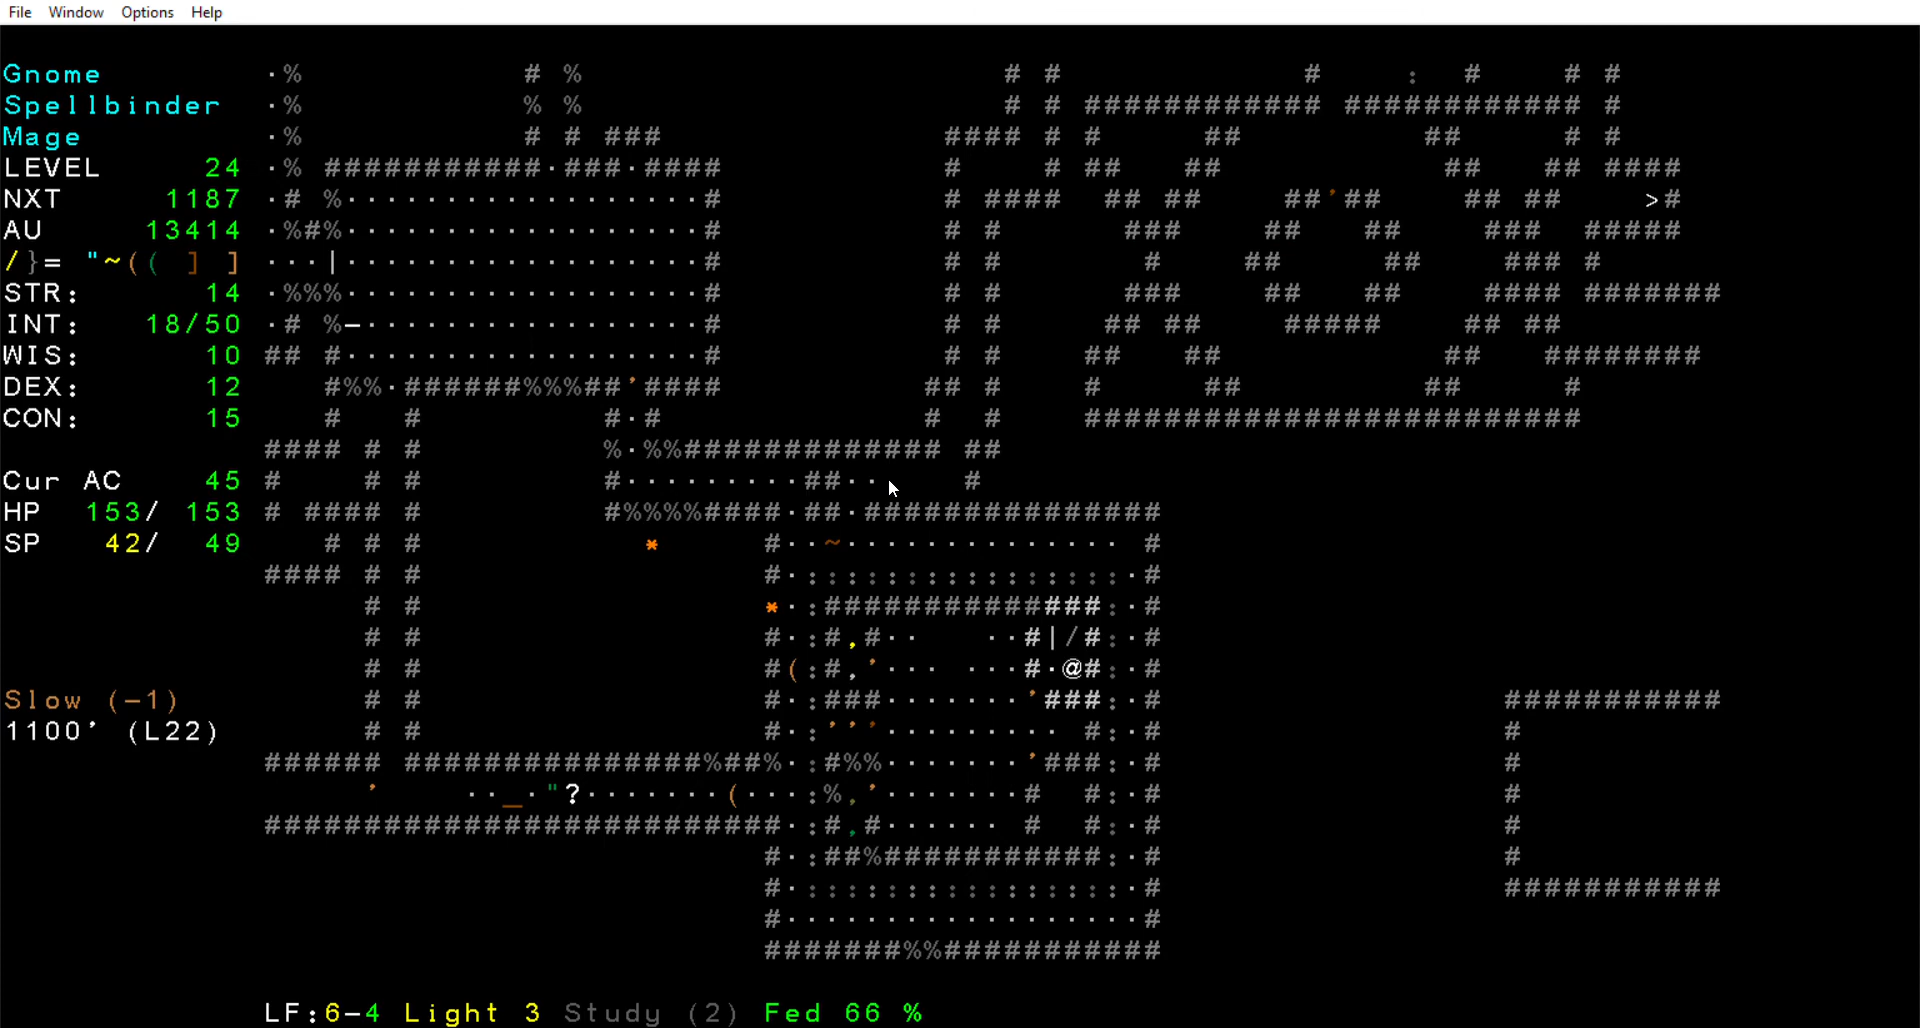 File Window Options Help
Gnome
Spellbinder
Mage
LEVEL 24
NXT 1187
AU 13414
/}= "~(( ] ]
STR: 14
INT: 18/50
WIS: 10
DEX: 12
CON: 15
Cur AC 45
HP 153/ 153
SP 42/ 49
Slow (-1)
1100' (L22)
LF:6-4 Light 3 Study (2) Fed 66 %